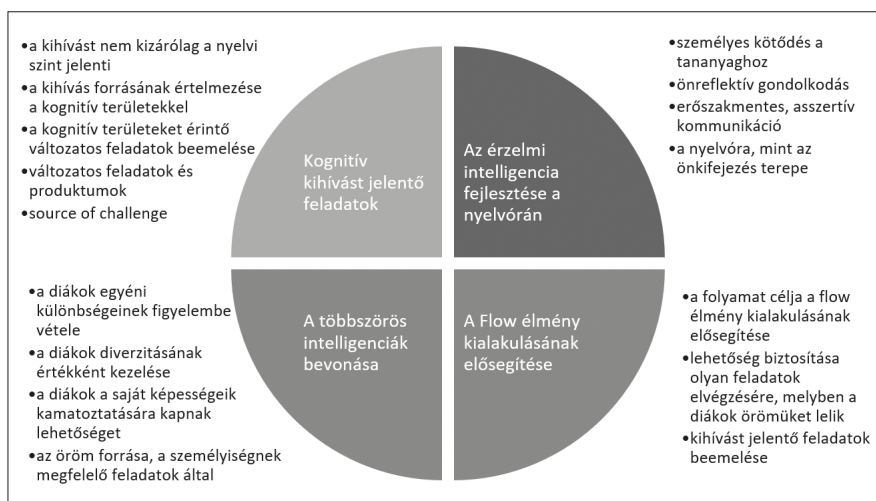 •a kihívást nem kizárólag a nyelvi
szint jelenti
•a kihívás forrásának értelmezése
a kognitív területekkel
•a kognitív területeket érintő
változatos feladatok beemelése
•változatos feladatok és
produktumok
•source of challenge
Kognitív
kihívást jelentő
feladatok
Az érzelmi
intelligencia
fejlesztése a
nyelvórán
•személyes kötődés a
tananyaghoz
•önreflektív gondolkodás
•erőszakmentes, asszertív
kommunikáció
•a nyelvóra, mint az
önkifejezés terepe
•a diákok egyéni
különbségeinek figyelembe
vétele
•a diákok diverzitásának
értékként kezelése
•a diákok a saját képességeik
kamatoztatására kapnak
lehetőséget
•az öröm forrása, a személyiségnek
megfelelő feladatok által
A többszörös
intelligenciák
bevonása
A Flow élmény
kialakulásának
elősegítése
•a folyamat célja a flow
élmény kialakulásának
elősegítése
•lehetőség biztosítása
olyan feladatok
elvégzésére, melyben a
diákok örömüket lelik
•kihívást jelentő feladatok
beemelése